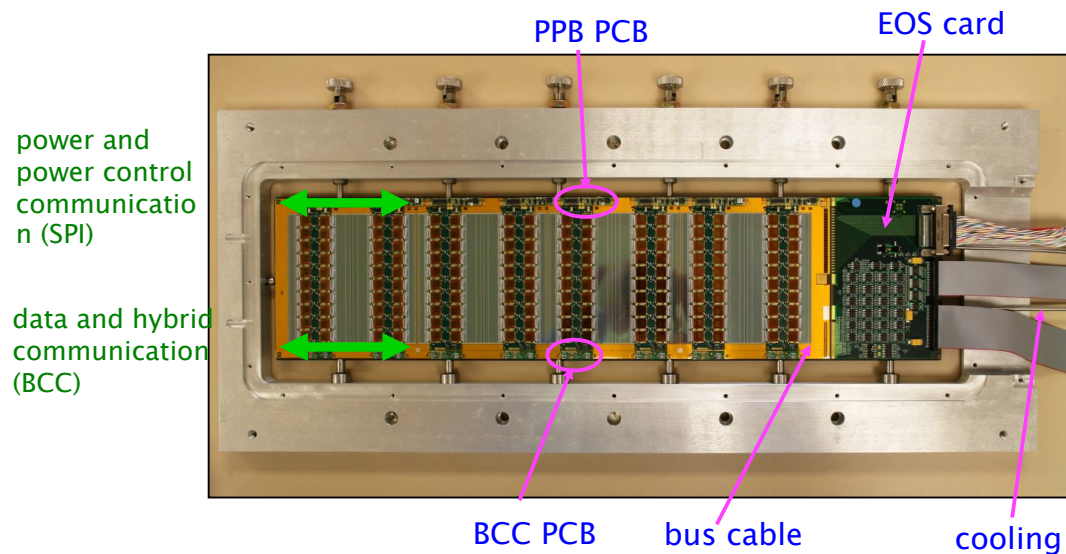 PPB PCB
EOS card
power and
power control
communicatio
n (SPI)
data and hybrid
communication
(BCC)
BCC PCB
bus cable
cooling